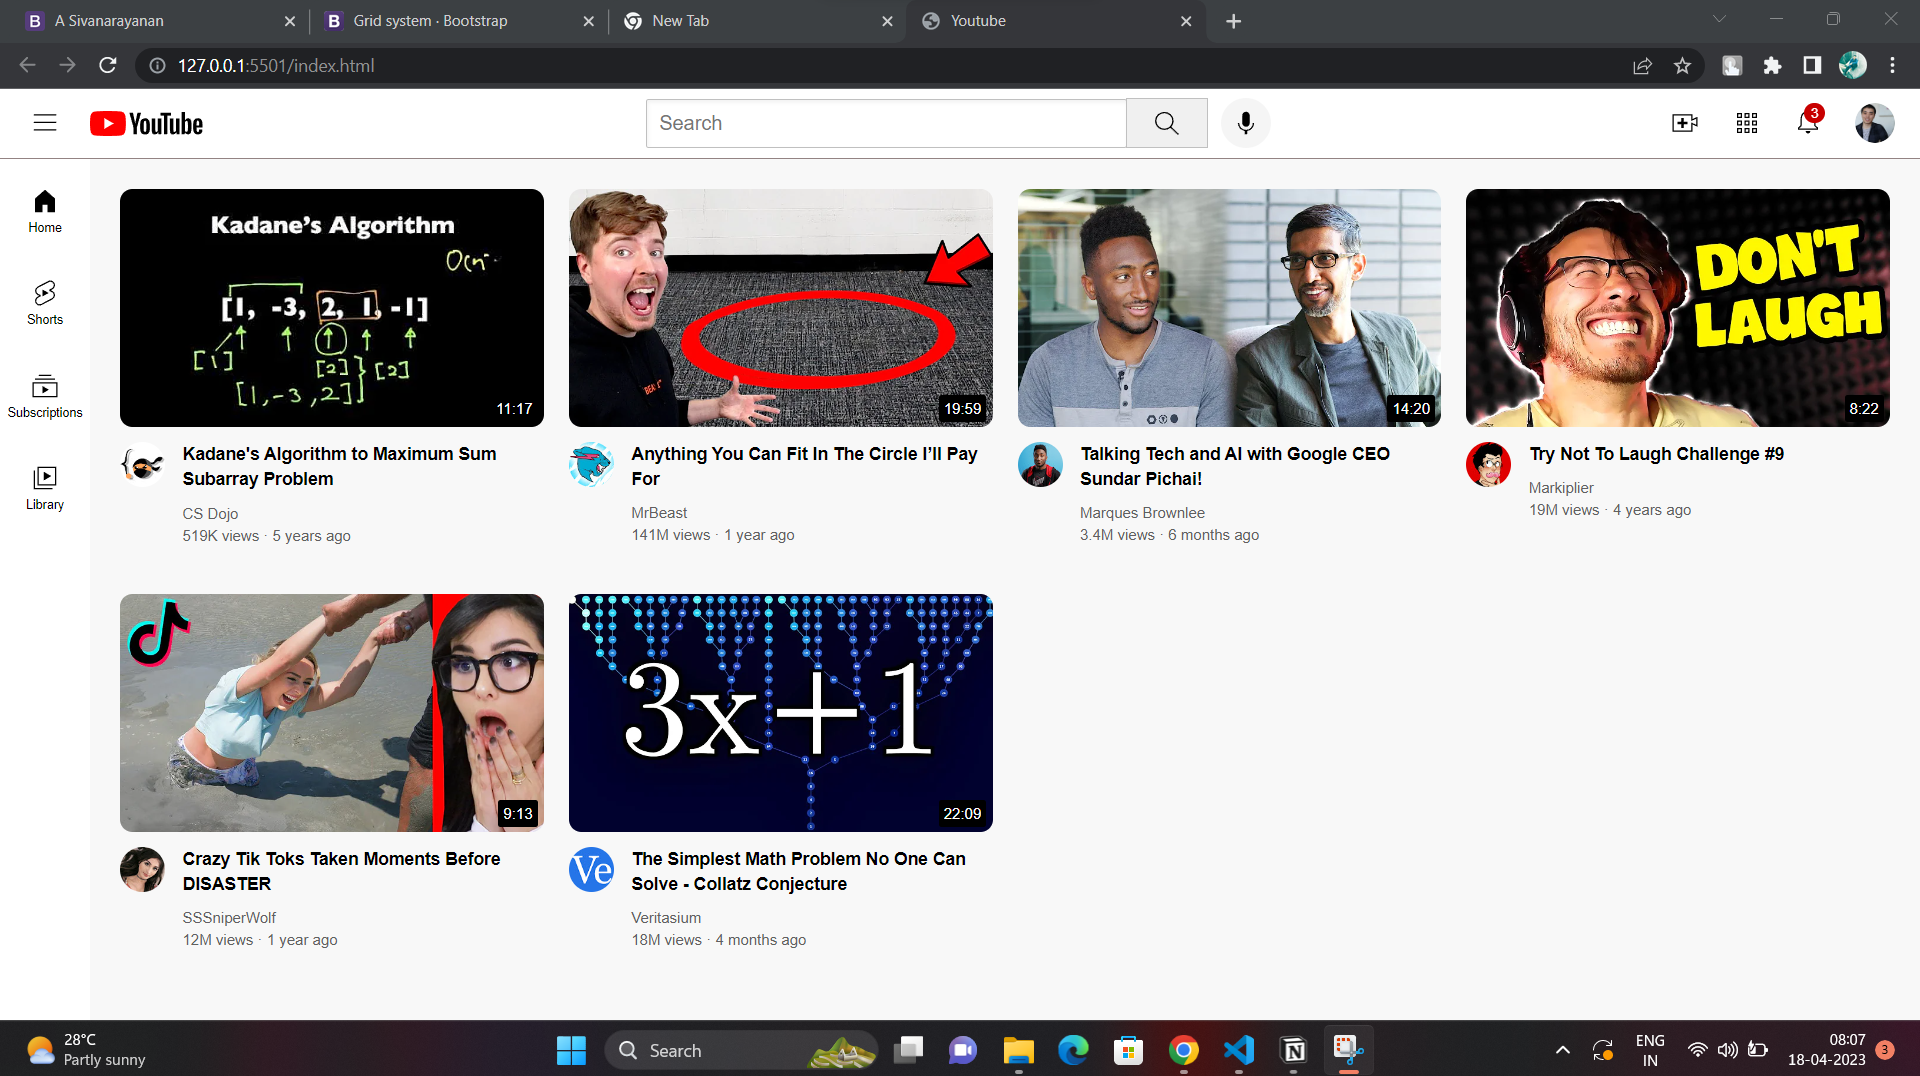 A Sivanarayanan
Grid system · Bootstrap
New Tab
Youtube
127.0.0.1:5501/index.html
YouTube
Search
3
Home
Shorts
Subscriptions
Library
Kadane's Algorithm
[1, -3, 2, 1, -1]
[1]
[2]
[2]
[1,-3,2]
11:17
Kadane's Algorithm to Maximum Sum
Subarray Problem
CS Dojo
519K views · 5 years ago
19:59
Anything You Can Fit In The Circle I’ll Pay
For
MrBeast
141M views · 1 year ago
14:20
Talking Tech and AI with Google CEO
Sundar Pichai!
Marques Brownlee
3.4M views · 6 months ago
DON'T
LAUGH
8:22
Try Not To Laugh Challenge #9
Markiplier
19M views · 4 years ago
9:13
Crazy Tik Toks Taken Moments Before
DISASTER
SSSniperWolf
12M views · 1 year ago
3x+1
22:09
Ve
The Simplest Math Problem No One Can
Solve - Collatz Conjecture
Veritasium
18M views · 4 months ago
28°C
Partly sunny
Search
ENG
IN
08:07
18-04-2023
3